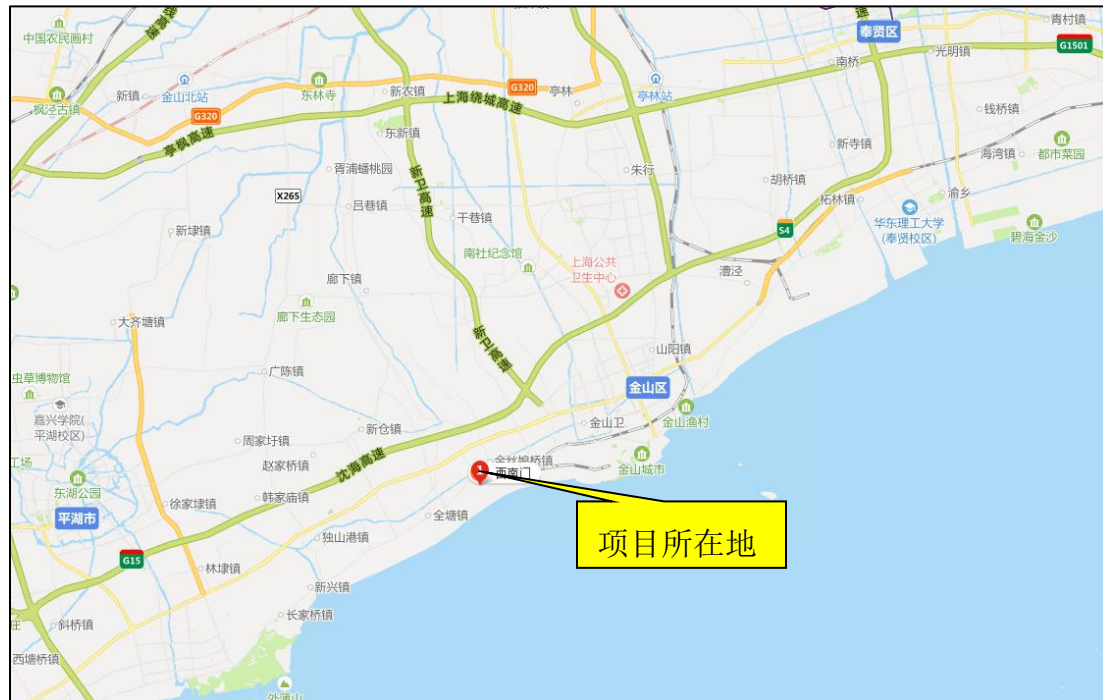 中国农民画村
奉贤区
青村镇
G1501
光明镇
南桥
新镇
金山北站
东林寺
新农镇
G320
亭林
亭林站
枫泾古镇
G320
上海绕城高速
钱桥镇
亭枫高速
东新镇
新寺镇
海湾镇
都市菜园
胥浦蟠桃园
新卫高速
朱行
胡桥镇
X265
吕巷镇
干巷镇
柘林镇
渝乡
华东理工大学
(奉贤校区)
碧海金沙
新埭镇
S4
南社纪念馆
上海公共
卫生中心
漕泾
廊下镇
廊下生态园
大齐塘镇
新卫高速
山阳镇
广陈镇
虫草博物馆
金山区
嘉兴学院(
平湖校区)
新仓镇
金山卫
金山渔村
周家圩镇
工场
赵家桥镇
沈海高速
金丝娘桥镇
金山城市
1
西南门
东湖公园
韩家庙镇
徐家埭镇
平湖市
全塘镇
独山港镇
项目所在地
G15
林埭镇
新兴镇
长家桥镇
庄
斜桥镇
西塘桥镇
外蒲山